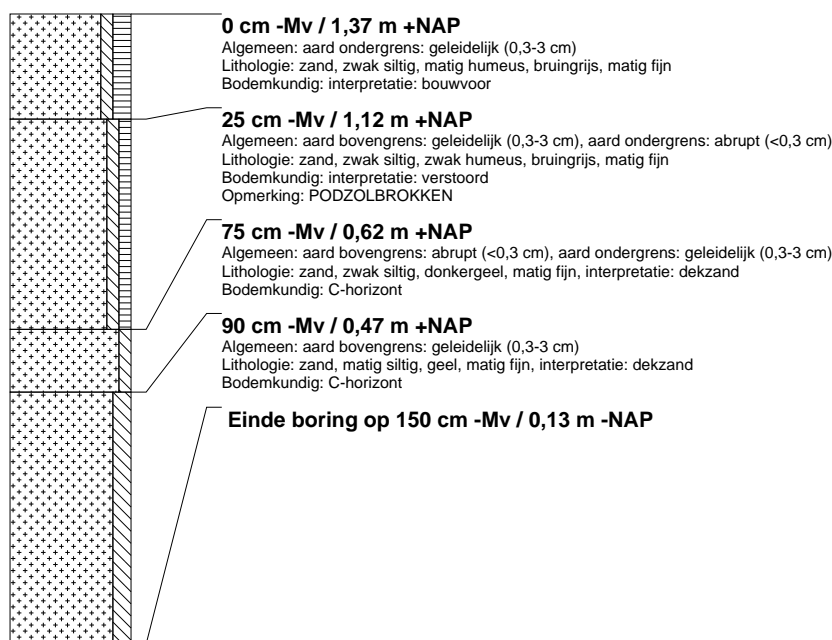 0 cm -Mv / 1,37 m +NAP
Algemeen: aard ondergrens: geleidelijk (0,3-3 cm)
Lithologie: zand, zwak siltig, matig humeus, bruingrijs, matig fijn
Bodemkundig: interpretatie: bouwvoor
25 cm -Mv / 1,12 m +NAP
Algemeen: aard bovengrens: geleidelijk (0,3-3 cm), aard ondergrens: abrupt (<0,3 cm)
Lithologie: zand, zwak siltig, zwak humeus, bruingrijs, matig fijn
Bodemkundig: interpretatie: verstoord
Opmerking: PODZOLBROKKEN
75 cm -Mv / 0,62 m +NAP
Algemeen: aard bovengrens: abrupt (<0,3 cm), aard ondergrens: geleidelijk (0,3-3 cm)
Lithologie: zand, zwak siltig, donkergeel, matig fijn, interpretatie: dekzand
Bodemkundig: C-horizont
90 cm -Mv / 0,47 m +NAP
Algemeen: aard bovengrens: geleidelijk (0,3-3 cm)
Lithologie: zand, matig siltig, geel, matig fijn, interpretatie: dekzand
Bodemkundig: C-horizont
Einde boring op 150 cm -Mv / 0,13 m -NAP